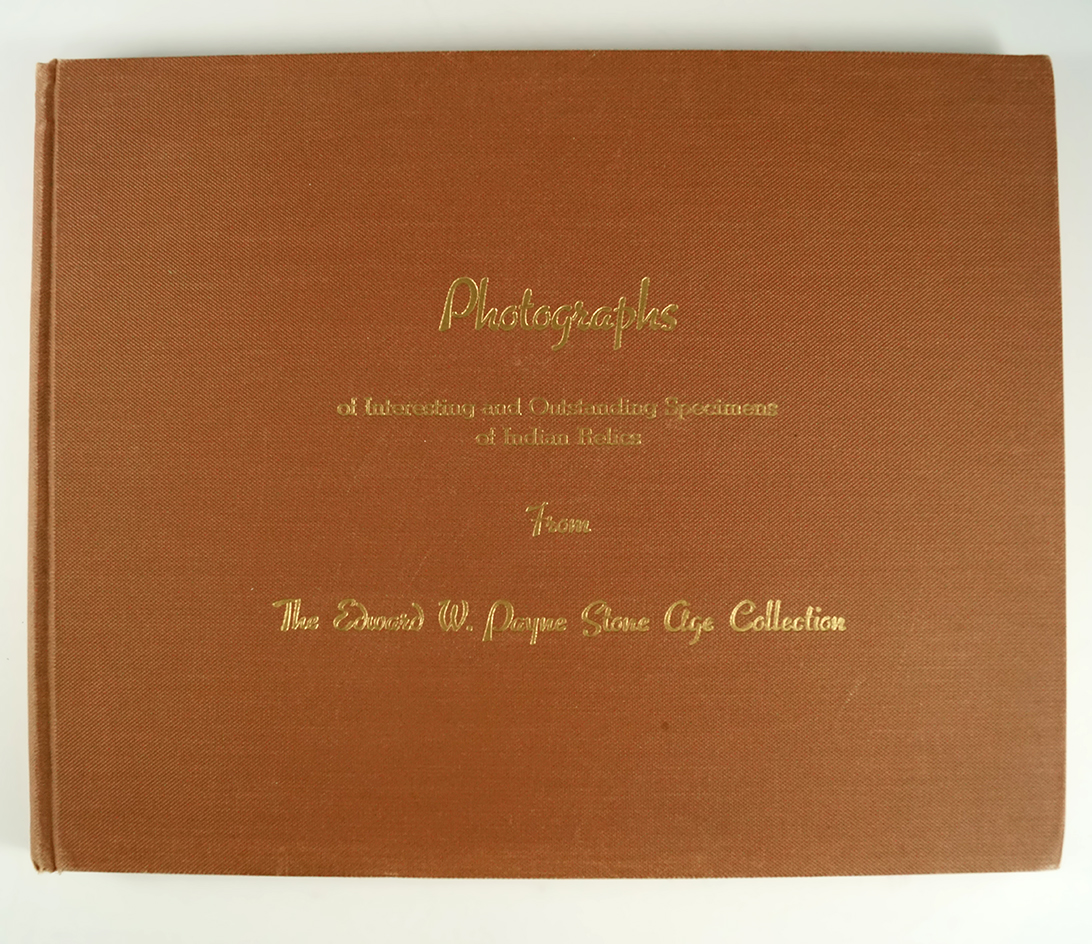 Photographs
of Interesting and Outstanding Specimens
of Indian Relics
From
The Edward W. Payne Stone Age Collection